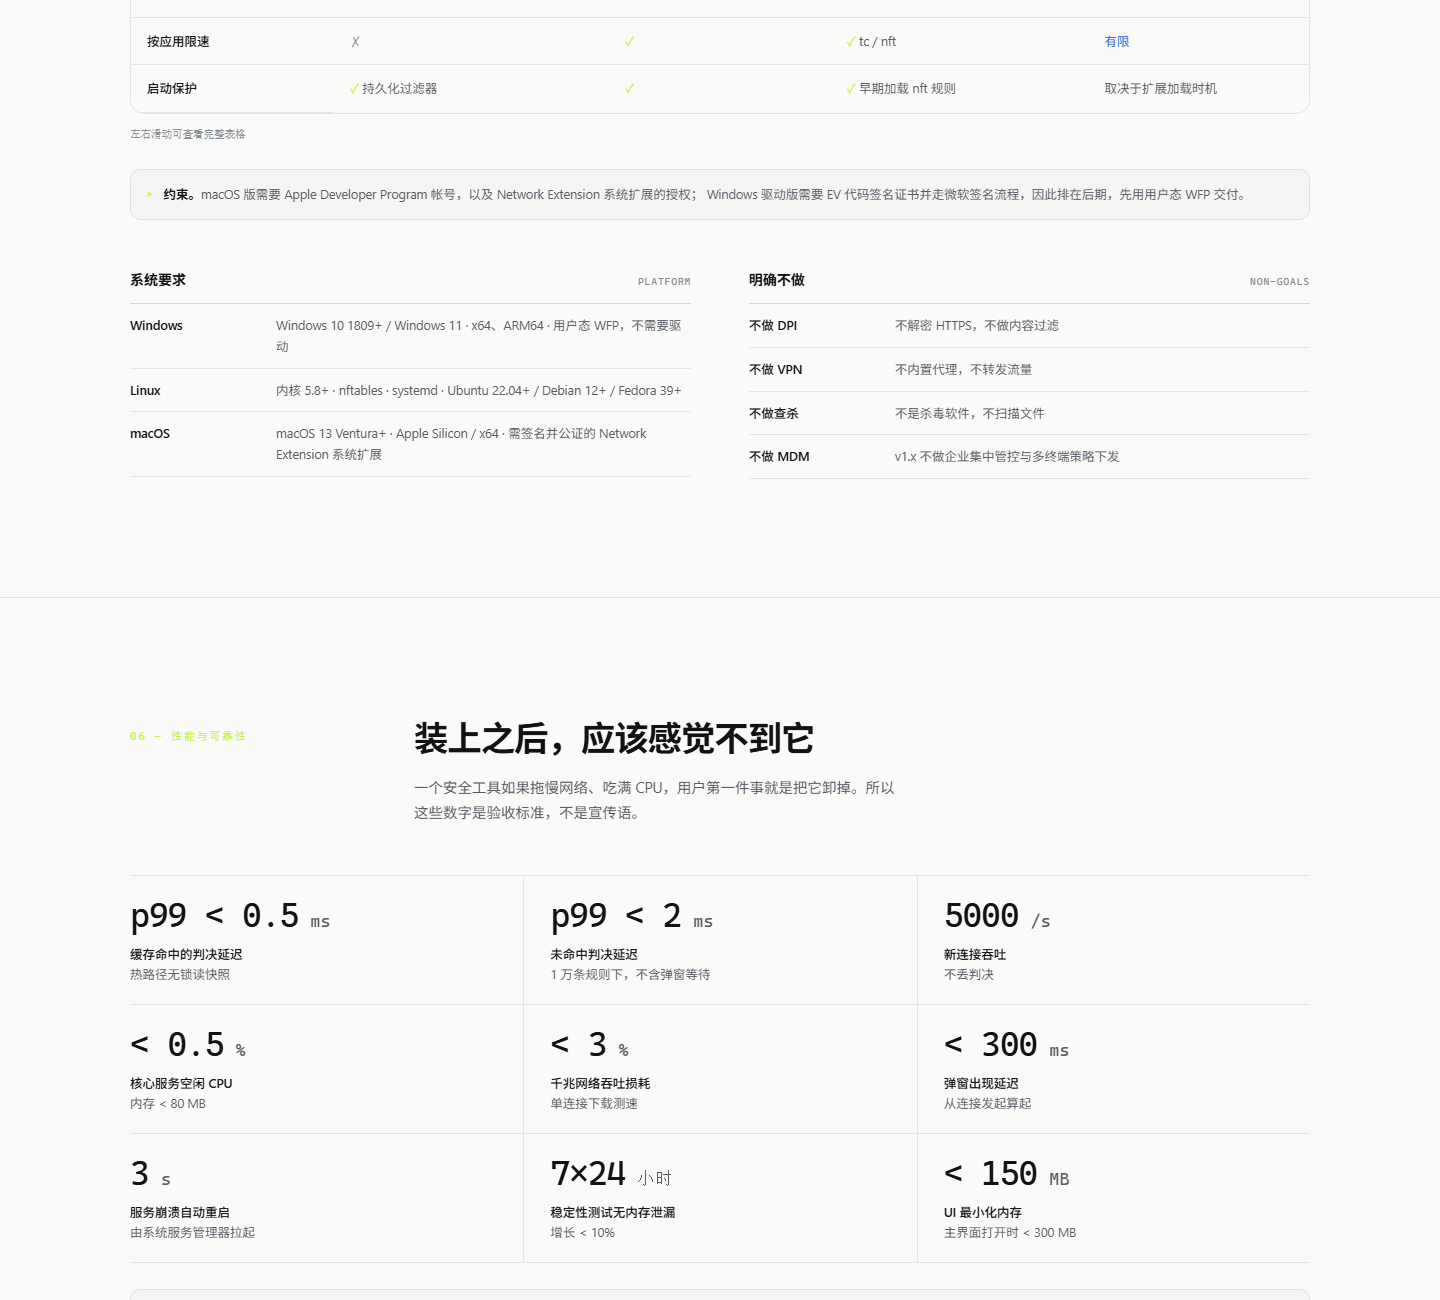 按应用限速 ✗ ✓ ✓ tc / nft 有限
启动保护 ✓ 持久化过滤器 ✓ ✓ 早期加载 nft 规则 取决于扩展加载时机
左右滑动可查看完整表格
▸ 约束。macOS 版需要 Apple Developer Program 帐号，以及 Network Extension 系统扩展的授权； Windows 驱动版需要 EV 代码签名证书并走微软签名流程，因此排在后期，先用用户态 WFP 交付。
系统要求 PLATFORM
Windows Windows 10 1809+ / Windows 11 · x64、ARM64 · 用户态 WFP，不需要驱
动
Linux 内核 5.8+ · nftables · systemd · Ubuntu 22.04+ / Debian 12+ / Fedora 39+
macOS macOS 13 Ventura+ · Apple Silicon / x64 · 需签名并公证的 Network
Extension 系统扩展
明确不做 NON-GOALS
不做 DPI 不解密 HTTPS，不做内容过滤
不做 VPN 不内置代理，不转发流量
不做查杀 不是杀毒软件，不扫描文件
不做 MDM v1.x 不做企业集中管控与多终端策略下发
06 — 性能与可靠性
装上之后，应该感觉不到它
一个安全工具如果拖慢网络、吃满 CPU，用户第一件事就是把它卸掉。所以
这些数字是验收标准，不是宣传语。
p99 < 0.5 ms
缓存命中的判决延迟
热路径无锁读快照
p99 < 2 ms
未命中判决延迟
1 万条规则下，不含弹窗等待
5000 /s
新连接吞吐
不丢判决
< 0.5 %
核心服务空闲 CPU
内存 < 80 MB
< 3 %
千兆网络吞吐损耗
单连接下载测速
< 300 ms
弹窗出现延迟
从连接发起算起
3 s
服务崩溃自动重启
由系统服务管理器拉起
7×24 小时
稳定性测试无内存泄漏
增长 < 10%
< 150 MB
UI 最小化内存
主界面打开时 < 300 MB